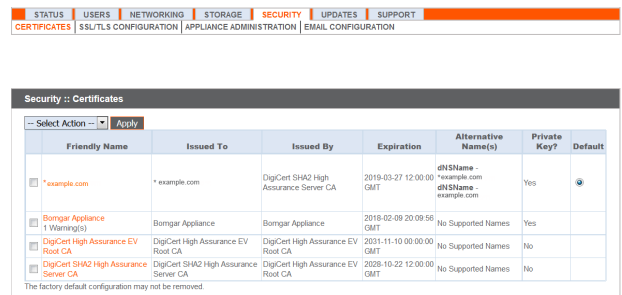 STATUS USERS NETWORKING STORAGE SECURITY UPDATES SUPPORT
CERTIFICATES SSL/TLS CONFIGURATION APPLIANCE ADMINISTRATION EMAIL CONFIGURATION
Security :: Certificates
-- Select Action -- Apply
Friendly Name Issued To Issued By Expiration Alternative Name(s) Private Key? Default
*example.com * example.com DigiCert SHA2 High Assurance Server CA 2019-03-27 12:00:00 GMT dNSName - *example.com dNSName - example.com Yes
Bomgar Appliance 1 Warning(s) Bomgar Appliance Bomgar Appliance 2018-02-09 20:09:56 GMT No Supported Names Yes
DigiCert High Assurance EV Root CA DigiCert High Assurance EV Root CA DigiCert High Assurance EV Root CA 2031-11-10 00:00:00 GMT No Supported Names No
DigiCert SHA2 High Assurance Server CA DigiCert SHA2 High Assurance Server CA DigiCert High Assurance EV Root CA 2028-10-22 12:00:00 GMT No Supported Names No
The factory default configuration may not be removed.